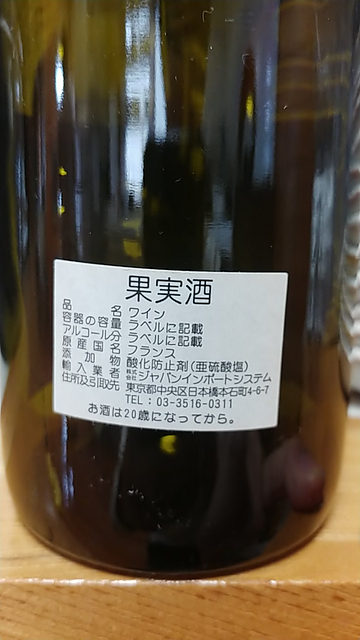 果実酒
品名 ワイン
容器の容量 ラベルに記載
アルコール分 ラベルに記載
原産国名 フランス
添加物 酸化防止剤(亜硫酸塩)
輸入業者 株式会社ジャパンインポートシステム
住所及引取先 東京都中央区日本橋本石町4-6-7
TEL:03-3516-0311
お酒は20歳になってから。